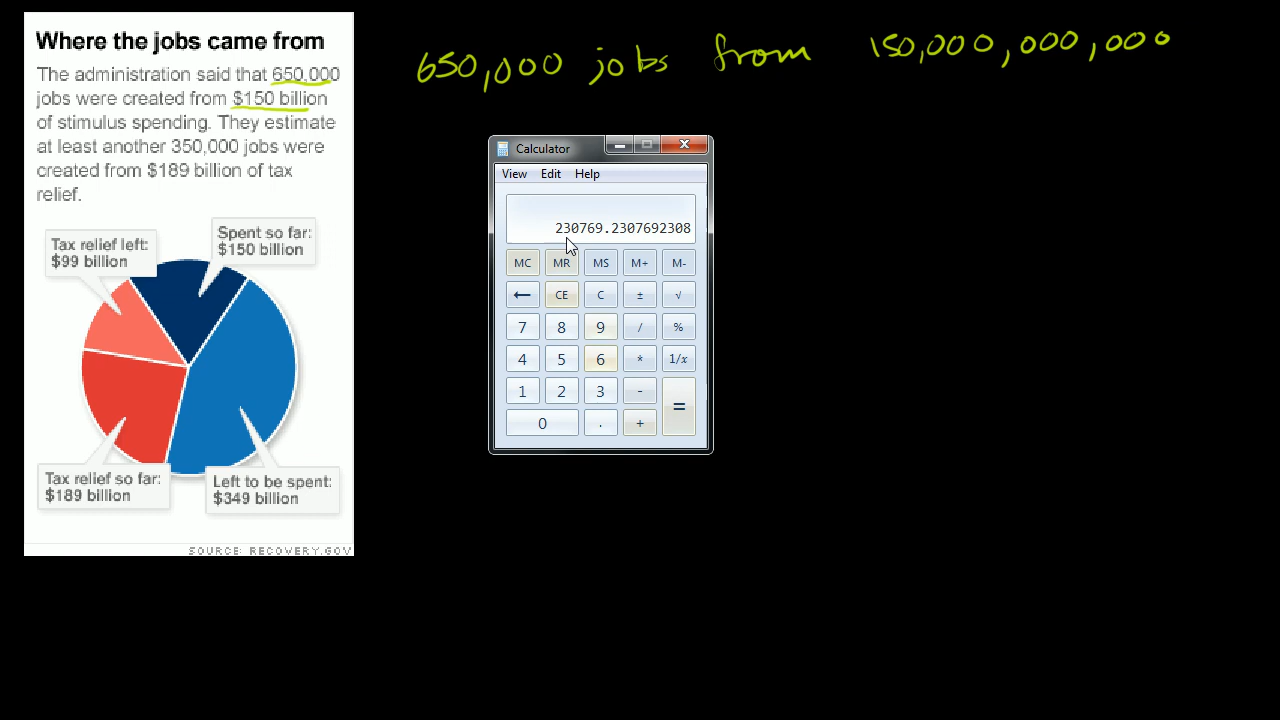 Where the jobs came from
The administration said that 650,000
jobs were created from $150 billion
of stimulus spending. They estimate
at least another 350,000 jobs were
created from $189 billion of tax
relief.
Tax relief left:
$99 billion
Spent so far:
$150 billion
Tax relief so far:
$189 billion
Left to be spent:
$349 billion
SOURCE: RECOVERY.GOV
650,000 jobs from 150,000,000,000
Calculator
View Edit Help
230769.2307692308
MC MR MS M+ M-
← CE C ± √
7 8 9 / %
4 5 6 * 1/x
1 2 3 - =
0 . +